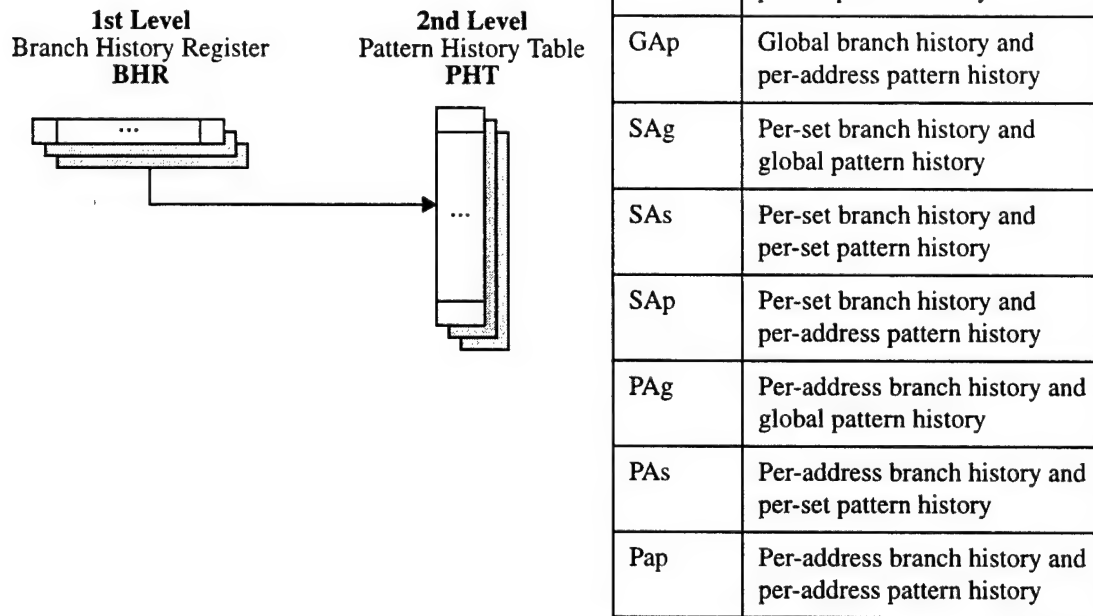 1st Level
Branch History Register
BHR
2nd Level
Pattern History Table
PHT
...
...
GAp
Global branch history and
per-address pattern history
SAg
Per-set branch history and
global pattern history
SAs
Per-set branch history and
per-set pattern history
SAp
Per-set branch history and
per-address pattern history
PAg
Per-address branch history and
global pattern history
PAs
Per-address branch history and
per-set pattern history
Pap
Per-address branch history and
per-address pattern history